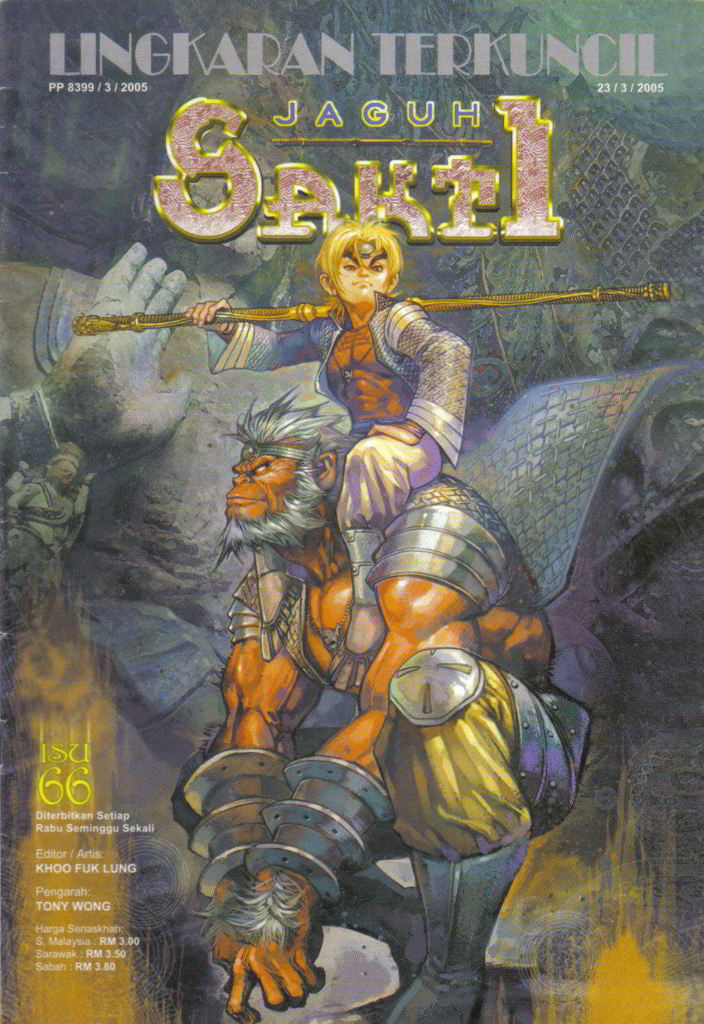 LINGKARAN TERKUNCIL
PP 8399 / 3 / 2005
23 / 3 / 2005
JAGUH
SAKTI
ISU
66
Diterbitkan Setiap
Rabu Seminggu Sekali
Editor / Artis:
KHOO FUK LUNG
Pengarah:
TONY WONG
Harga Senaskhah:
S. Malaysia : RM 3.00
Sarawak : RM 3.50
Sabah : RM 3.80